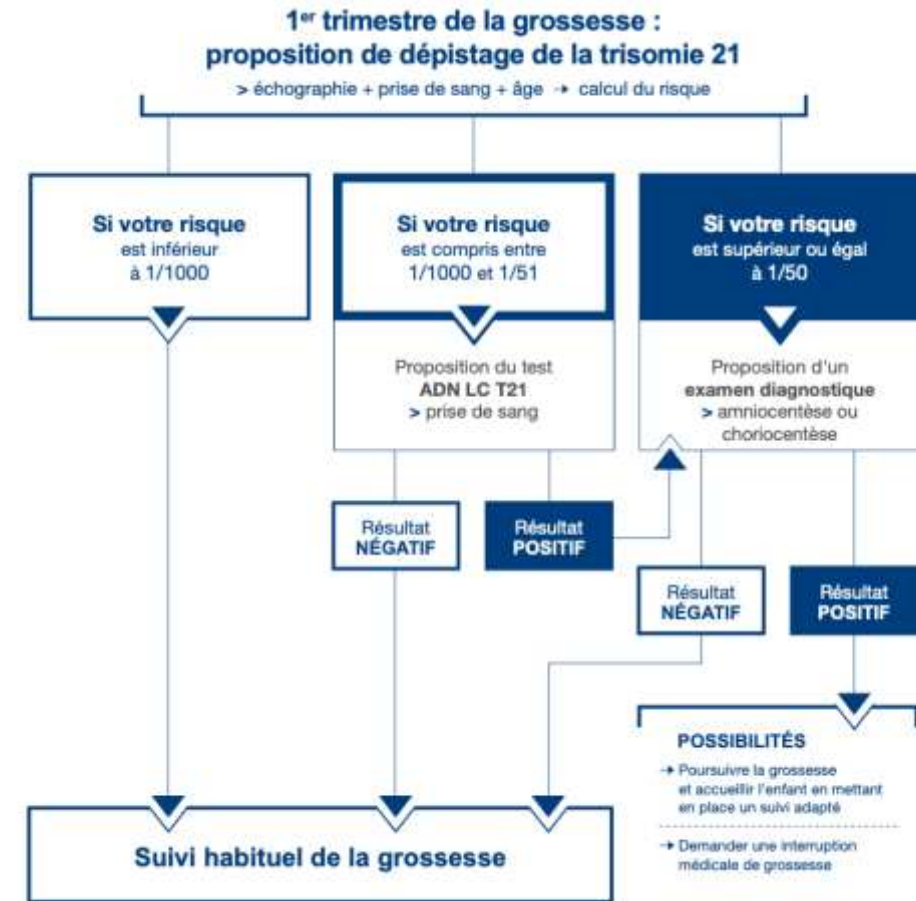 1er trimestre de la grossesse :
proposition de dépistage de la trisomie 21
> échographie + prise de sang + âge → calcul du risque
Si votre risque
est inférieur
à 1/1000
Si votre risque
est compris entre
1/1000 et 1/51
Si votre risque
est supérieur ou égal
à 1/50
Proposition du test
ADN LC T21
> prise de sang
Proposition d'un
examen diagnostique
> amniocentèse ou
choriocentèse
Résultat
NÉGATIF
Résultat
POSITIF
Résultat
NÉGATIF
Résultat
POSITIF
POSSIBILITÉS
→ Poursuivre la grossesse
et accueillir l'enfant en mettant
en place un suivi adapté
→ Demander une interruption
médicale de grossesse
Suivi habituel de la grossesse